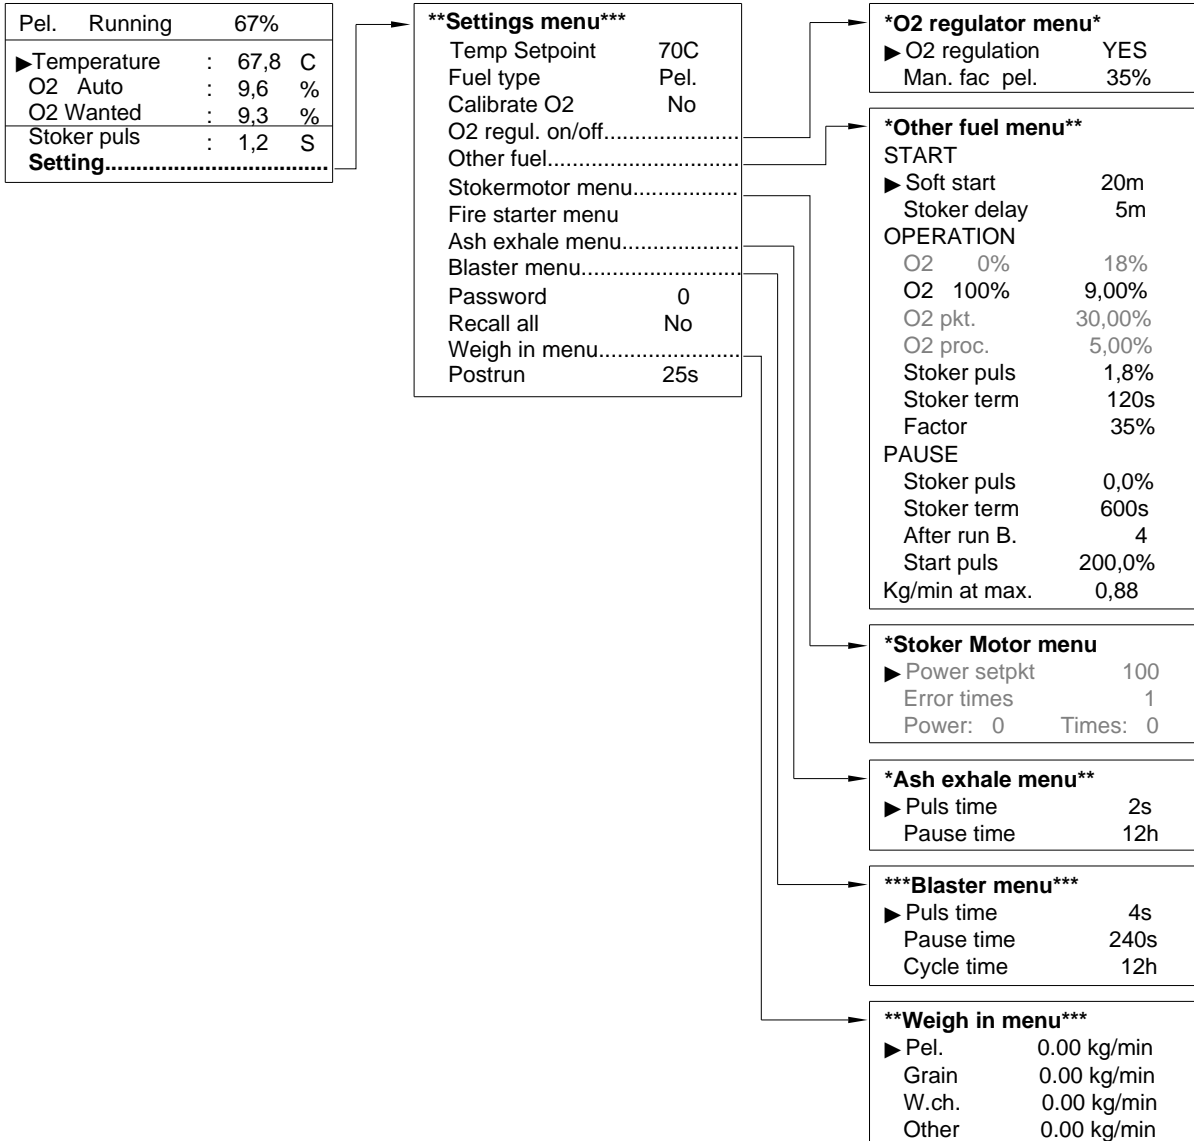 Pel. Running 67%
►Temperature : 67,8 C
O2 Auto : 9,6 %
O2 Wanted : 9,3 %
Stoker puls : 1,2 S
Setting..................................
**Settings menu***
Temp Setpoint 70C
Fuel type Pel.
Calibrate O2 No
O2 regul. on/off......................
Other fuel...............................
Stokermotor menu.................
Fire starter menu
Ash exhale menu...................
Blaster menu..........................
Password 0
Recall all No
Weigh in menu.......................
Postrun 25s
*O2 regulator menu*
►O2 regulation YES
Man. fac pel. 35%
*Other fuel menu**
START
►Soft start 20m
Stoker delay 5m
OPERATION
O2 0% 18%
O2 100% 9,00%
O2 pkt. 30,00%
O2 proc. 5,00%
Stoker puls 1,8%
Stoker term 120s
Factor 35%
PAUSE
Stoker puls 0,0%
Stoker term 600s
After run B. 4
Start puls 200,0%
Kg/min at max. 0,88
*Stoker Motor menu
►Power setpkt 100
Error times 1
Power: 0 Times: 0
*Ash exhale menu**
►Puls time 2s
Pause time 12h
***Blaster menu***
►Puls time 4s
Pause time 240s
Cycle time 12h
**Weigh in menu***
►Pel. 0.00 kg/min
Grain 0.00 kg/min
W.ch. 0.00 kg/min
Other 0.00 kg/min